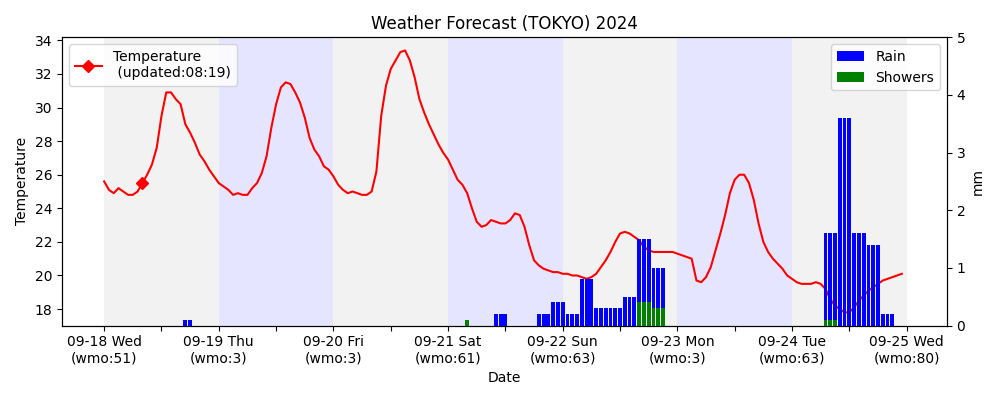 Weather Forecast (TOKYO) 2024
Temperature
(updated:08:19)
Rain
Showers
34
32
30
28
26
24
22
20
18
Temperature
5
4
3
2
1
0
mm
09-18 Wed
(wmo:51)
09-19 Thu
(wmo:3)
09-20 Fri
(wmo:3)
09-21 Sat
(wmo:61)
09-22 Sun
(wmo:63)
09-23 Mon
(wmo:3)
09-24 Tue
(wmo:63)
09-25 Wed
(wmo:80)
Date